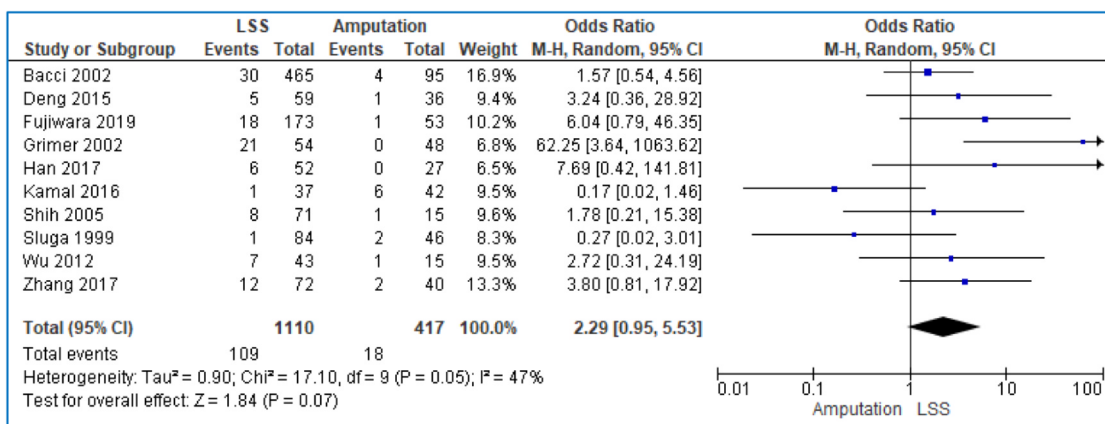 LSS Amputation Odds Ratio Odds Ratio
Study or Subgroup Events Total Events Total Weight M-H, Random, 95% CI M-H, Random, 95% CI
Bacci 2002 30 465 4 95 16.9% 1.57 [0.54, 4.56]
Deng 2015 5 59 1 36 9.4% 3.24 [0.36, 28.92]
Fujiwara 2019 18 173 1 53 10.2% 6.04 [0.79, 46.35]
Grimer 2002 21 54 0 48 6.8% 62.25 [3.64, 1063.62]
Han 2017 6 52 0 27 6.5% 7.69 [0.42, 141.81]
Kamal 2016 1 37 6 42 9.5% 0.17 [0.02, 1.46]
Shih 2005 8 71 1 15 9.6% 1.78 [0.21, 15.38]
Sluga 1999 1 84 2 46 8.3% 0.27 [0.02, 3.01]
Wu 2012 7 43 1 15 9.5% 2.72 [0.31, 24.19]
Zhang 2017 12 72 2 40 13.3% 3.80 [0.81, 17.92]
Total (95% CI) 1110 417 100.0% 2.29 [0.95, 5.53]
Total events 109 18
Heterogeneity: Tau² = 0.90; Chi² = 17.10, df = 9 (P = 0.05); I² = 47%
Test for overall effect: Z = 1.84 (P = 0.07)
0.01 0.1 1 10 100
Amputation LSS